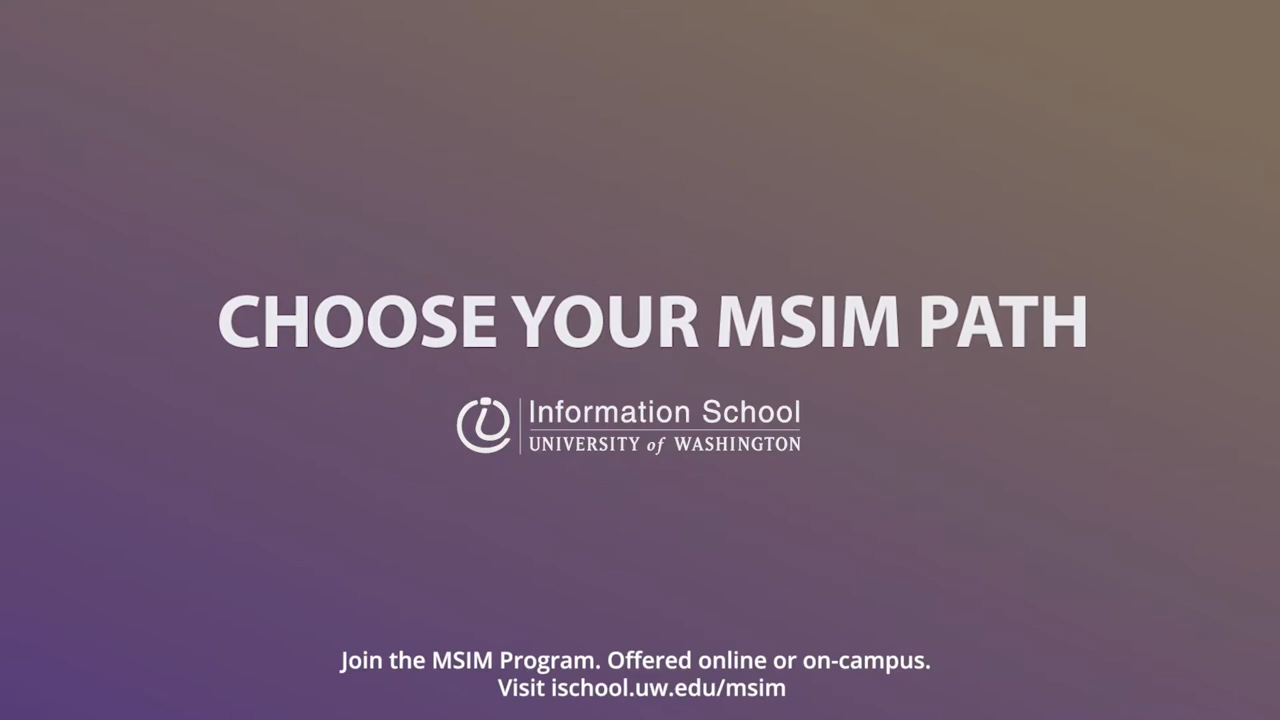 CHOOSE YOUR MSIM PATH
Information School
UNIVERSITY of WASHINGTON
Join the MSIM Program. Offered online or on-campus.
Visit ischool.uw.edu/msim